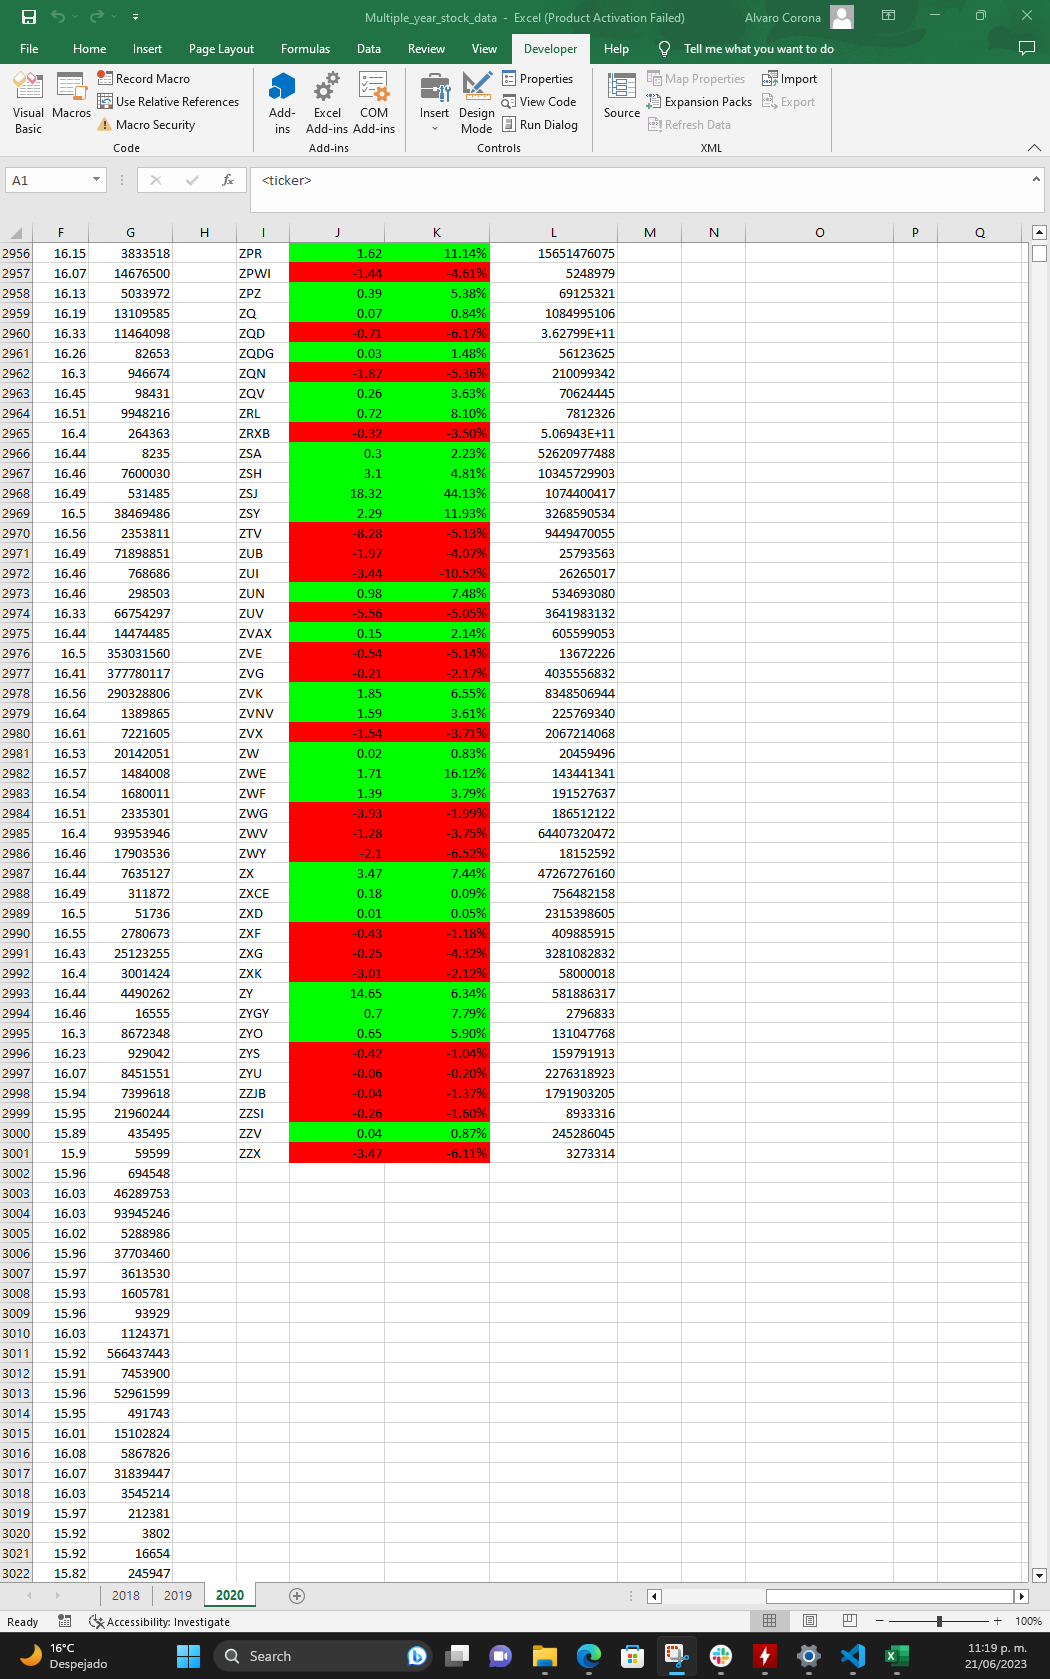 Multiple_year_stock_data - Excel (Product Activation Failed) Alvaro Corona
File Home Insert Page Layout Formulas Data Review View Developer Help Tell me what you want to do
Visual Basic Macros Record Macro Use Relative References Macro Security
Add-ins Excel Add-ins COM Add-ins
Insert Design Mode Properties View Code Run Dialog
Source Map Properties Expansion Packs Refresh Data Import Export
Code Add-ins Controls XML
A1 fx <ticker>
F G H I J K L M N O P Q
2956 16.15 3833518 ZPR 1.62 11.14% 15651476075
2957 16.07 14676500 ZPWI -1.44 -4.61% 5248979
2958 16.13 5033972 ZPZ 0.39 5.38% 69125321
2959 16.19 13109585 ZQ 0.07 0.84% 1084995106
2960 16.33 11464098 ZQD -0.71 -6.17% 3.62799E+11
2961 16.26 82653 ZQDG 0.03 1.48% 56123625
2962 16.3 946674 ZQN -1.87 -5.36% 210099342
2963 16.45 98431 ZQV 0.26 3.63% 70624445
2964 16.51 9948216 ZRL 0.72 8.10% 7812326
2965 16.4 264363 ZRXB -0.32 -3.50% 5.06943E+11
2966 16.44 8235 ZSA 0.3 2.23% 52620977488
2967 16.46 7600030 ZSH 3.1 4.81% 10345729903
2968 16.49 531485 ZSJ 18.32 44.13% 1074400417
2969 16.5 38469486 ZSY 2.29 11.93% 3268590534
2970 16.56 2353811 ZTV -8.28 -5.13% 9449470055
2971 16.49 71898851 ZUB -1.97 -4.07% 25793563
2972 16.46 768686 ZUI -3.44 -10.52% 26265017
2973 16.46 298503 ZUN 0.98 7.48% 534693080
2974 16.33 66754297 ZUV -5.56 -5.05% 3641983132
2975 16.44 14474485 ZVAX 0.15 2.14% 605599053
2976 16.5 353031560 ZVE -0.54 -5.14% 13672226
2977 16.41 377780117 ZVG -0.21 -2.17% 4035556832
2978 16.56 290328806 ZVK 1.85 6.55% 8348506944
2979 16.64 1389865 ZVNV 1.59 3.61% 225769340
2980 16.61 7221605 ZVX -1.54 -3.71% 2067214068
2981 16.53 20142051 ZW 0.02 0.83% 20459496
2982 16.57 1484008 ZWE 1.71 16.12% 143441341
2983 16.54 1680011 ZWF 1.39 3.79% 191527637
2984 16.51 2335301 ZWG -3.93 -1.99% 186512122
2985 16.4 93953946 ZWV -1.28 -3.75% 64407320472
2986 16.46 17903536 ZWY -2.1 -6.52% 18152592
2987 16.44 7635127 ZX 3.47 7.44% 47267276160
2988 16.49 311872 ZXCE 0.18 0.09% 756482158
2989 16.5 51736 ZXD 0.01 0.05% 2315398605
2990 16.55 2780673 ZXF -0.43 -1.18% 409885915
2991 16.43 25123255 ZXG -0.25 -4.32% 3281082832
2992 16.4 3001424 ZXK -3.01 -2.12% 58000018
2993 16.44 4490262 ZY 14.65 6.34% 581886317
2994 16.46 16555 ZYGY 0.7 7.79% 2796833
2995 16.3 8672348 ZYO 0.65 5.90% 131047768
2996 16.23 929042 ZYS -0.42 -1.04% 159791913
2997 16.07 8451551 ZYU -0.06 -0.20% 2276318923
2998 15.94 7399618 ZZJB -0.04 -1.37% 1791903205
2999 15.95 21960244 ZZSI -0.26 -1.60% 8933316
3000 15.89 435495 ZZV 0.04 0.87% 245286045
3001 15.9 59599 ZZX -3.47 -6.11% 3273314
3002 15.96 694548
3003 16.03 46289753
3004 16.03 93945246
3005 16.02 5288986
3006 15.96 37703460
3007 15.97 3613530
3008 15.93 1605781
3009 15.96 93929
3010 16.03 1124371
3011 15.92 566437443
3012 15.91 7453900
3013 15.96 52961599
3014 15.95 491743
3015 16.01 15102824
3016 16.08 5867826
3017 16.07 31839447
3018 16.03 3545214
3019 15.97 212381
3020 15.92 3802
3021 15.92 16654
3022 15.82 245947
2018 2019 2020
Ready Accessibility: Investigate 100%
16°C
Despejado
Search
11:19 p. m.
21/06/2023